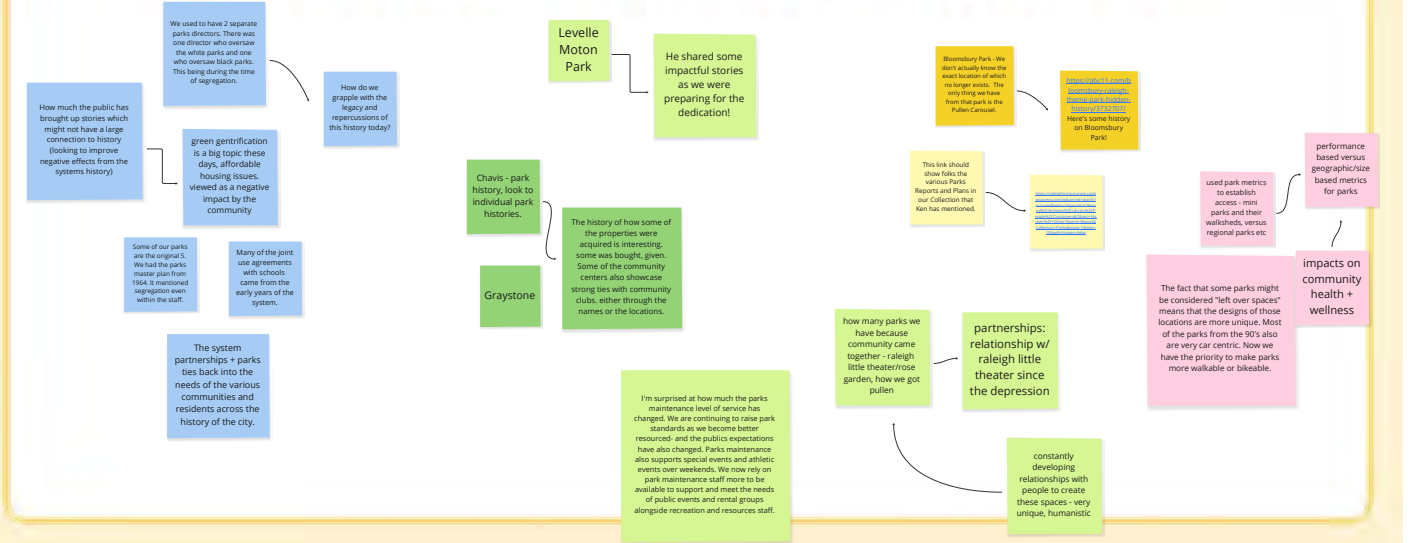 We used to have 2 separate
parks directors. There was
one director who oversaw
the white parks and one
who oversaw black parks.
This being during the time
of segregation.
How much the public has
brought up stories which
might not have a large
connection to history
(looking to improve
negative effects from the
systems history)
How do we
grapple with the
legacy and
repercussions of
this history today?
green gentrification
is a big topic these
days, affordable
housing issues.
viewed as a negative
impact by the
community
Some of our parks
are the original 5.
We had the parks
master plan from
1964. It mentioned
segregation even
within the staff.
Many of the joint
use agreements
with schools
came from the
early years of the
system.
The system
partnerships + parks
ties back into the
needs of the various
communities and
residents across the
history of the city.
Levelle
Moton
Park
He shared some
impactful stories
as we were
preparing for the
dedication!
Chavis - park
history, look to
individual park
histories.
Graystone
The history of how some of
the properties were
acquired is interesting.
some was bought, given.
Some of the community
centers also showcase
strong ties with community
clubs. either through the
names or the locations.
I'm surprised at how much the parks
maintenance level of service has
changed. We are continuing to raise park
standards as we become better
resourced- and the publics expectations
have also changed. Parks maintenance
also supports special events and athletic
events over weekends. We now rely on
park maintenance staff more to be
available to support and meet the needs
of public events and rental groups
alongside recreation and resources staff.
Bloomsbury Park - We
don't actually know the
exact location of which
no longer exists. The
only thing we have
from that park is the
Pullen Carousel.
https://abc11.com/b
loomsbury-raleigh-
theme-park-hidden-
history/3732707/
Here's some history
on Bloomsbury
Park!
This link should
show folks the
various Parks
Reports and Plans in
our Collection that
Ken has mentioned.
how many parks we
have because
community came
together - raleigh
little theater/rose
garden, how we got
pullen
partnerships:
relationship w/
raleigh little
theater since
the depression
constantly
developing
relationships with
people to create
these spaces - very
unique, humanistic
used park metrics
to establish
access - mini
parks and their
walksheds, versus
regional parks etc
performance
based versus
geographic/size
based metrics
for parks
impacts on
community
health +
wellness
The fact that some parks might
be considered "left over spaces"
means that the designs of those
locations are more unique. Most
of the parks from the 90's also
are very car centric. Now we
have the priority to make parks
more walkable or bikeable.